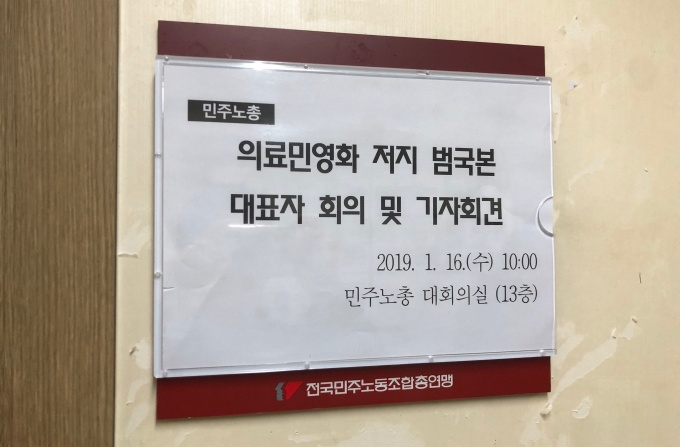 민주노총
의료민영화 저지 범국본
대표자 회의 및 기자회견
2019. 1. 16.(수) 10:00
민주노총 대회의실 (13층)
전국민주노동조합총연맹